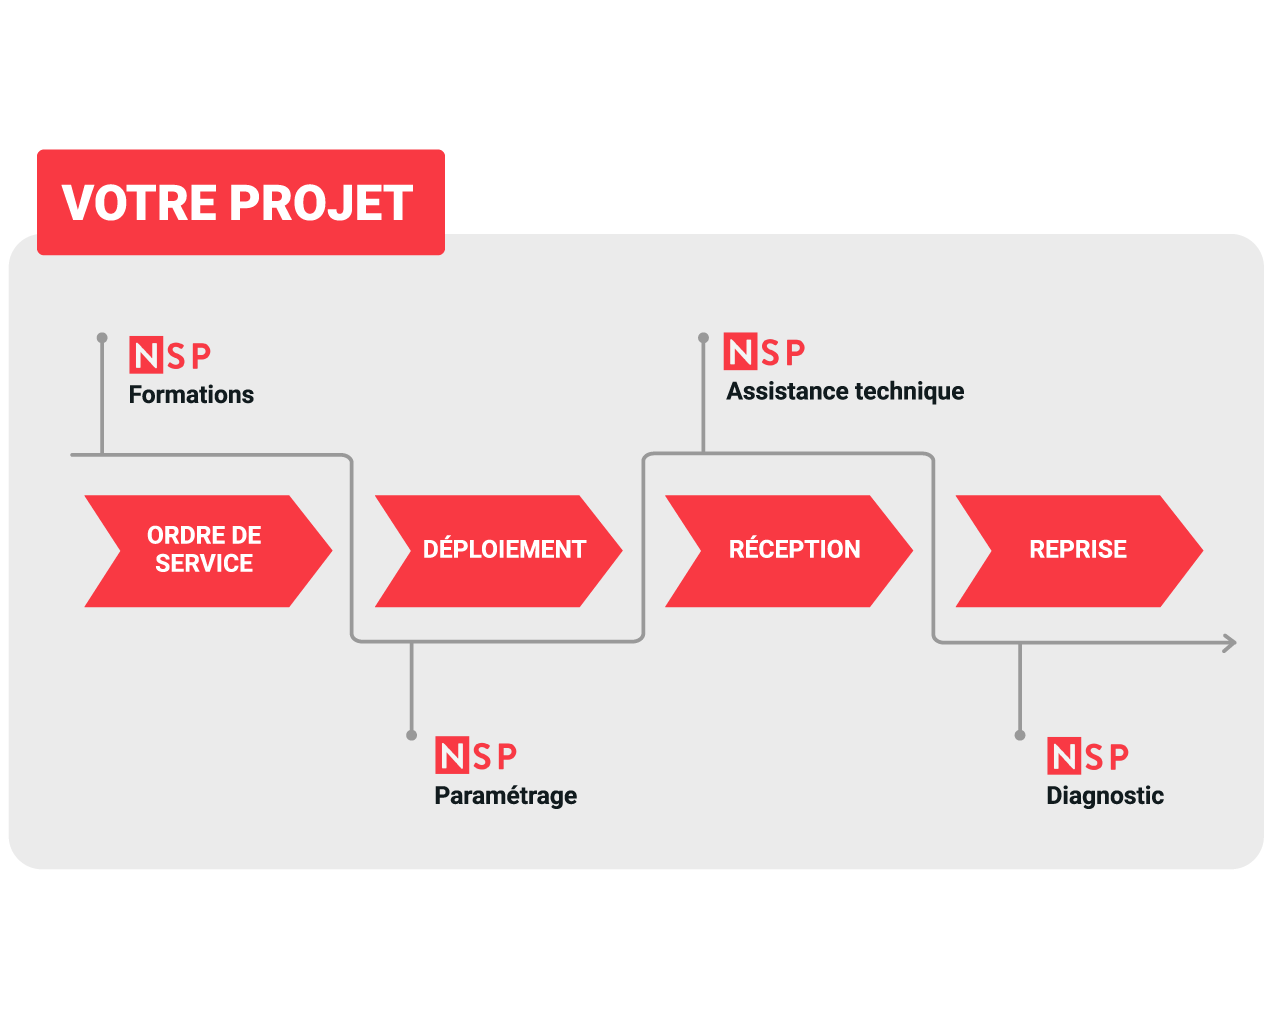 VOTRE PROJET
NSP
Formations
NSP
Assistance technique
ORDRE DE
SERVICE
DÉPLOIEMENT
RÉCEPTION
REPRISE
NSP
Paramétrage
NSP
Diagnostic